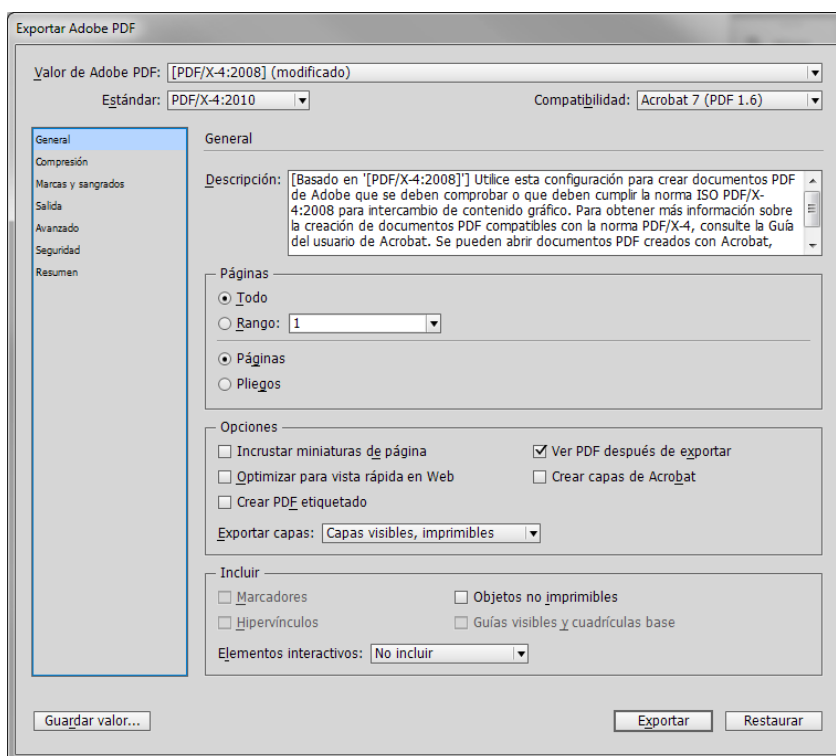 Exportar Adobe PDF
Valor de Adobe PDF: [PDF/X-4:2008] (modificado)
Estándar: PDF/X-4:2010 Compatibilidad: Acrobat 7 (PDF 1.6)
General
Compresión
Marcas y sangrados
Salida
Avanzado
Seguridad
Resumen
General
Descripción: [Basado en '[PDF/X-4:2008]'] Utilice esta configuración para crear documentos PDF
de Adobe que se deben comprobar o que deben cumplir la norma ISO PDF/X-
4:2008 para intercambio de contenido gráfico. Para obtener más información sobre
la creación de documentos PDF compatibles con la norma PDF/X-4, consulte la Guía
del usuario de Acrobat. Se pueden abrir documentos PDF creados con Acrobat,
Páginas
Todo
Rango: 1
Páginas
Pliegos
Opciones
Incrustar miniaturas de página Ver PDF después de exportar
Optimizar para vista rápida en Web Crear capas de Acrobat
Crear PDF etiquetado
Exportar capas: Capas visibles, imprimibles
Incluir
Marcadores Objetos no imprimibles
Hipervínculos Guías visibles y cuadrículas base
Elementos interactivos: No incluir
Guardar valor... Exportar Restaurar